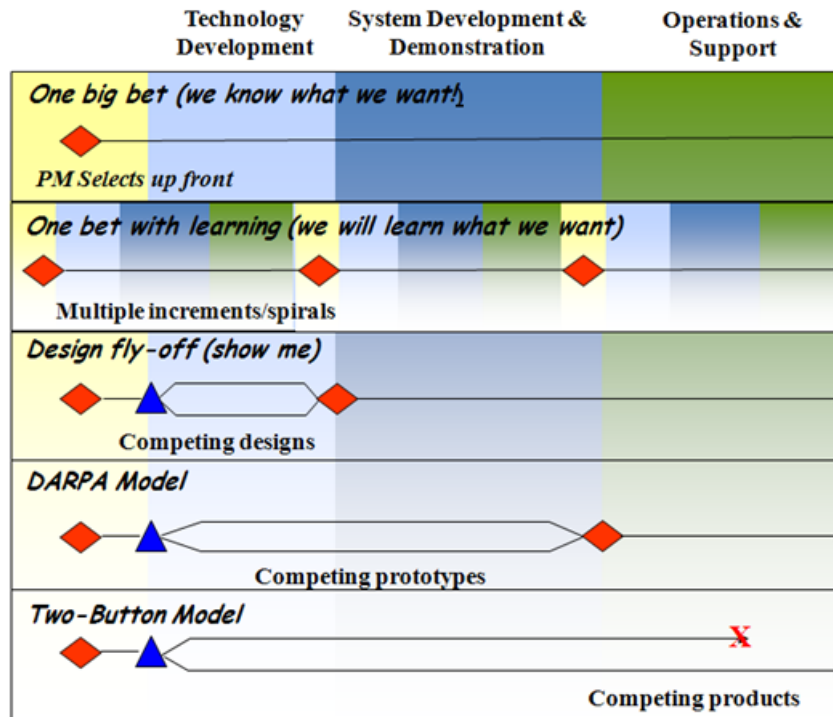 Technology
Development
System Development &
Demonstration
Operations &
Support
One big bet (we know what we want!)
PM Selects up front
One bet with learning (we will learn what we want)
Multiple increments/spirals
Design fly-off (show me)
Competing designs
DARPA Model
Competing prototypes
Two-Button Model
X
Competing products